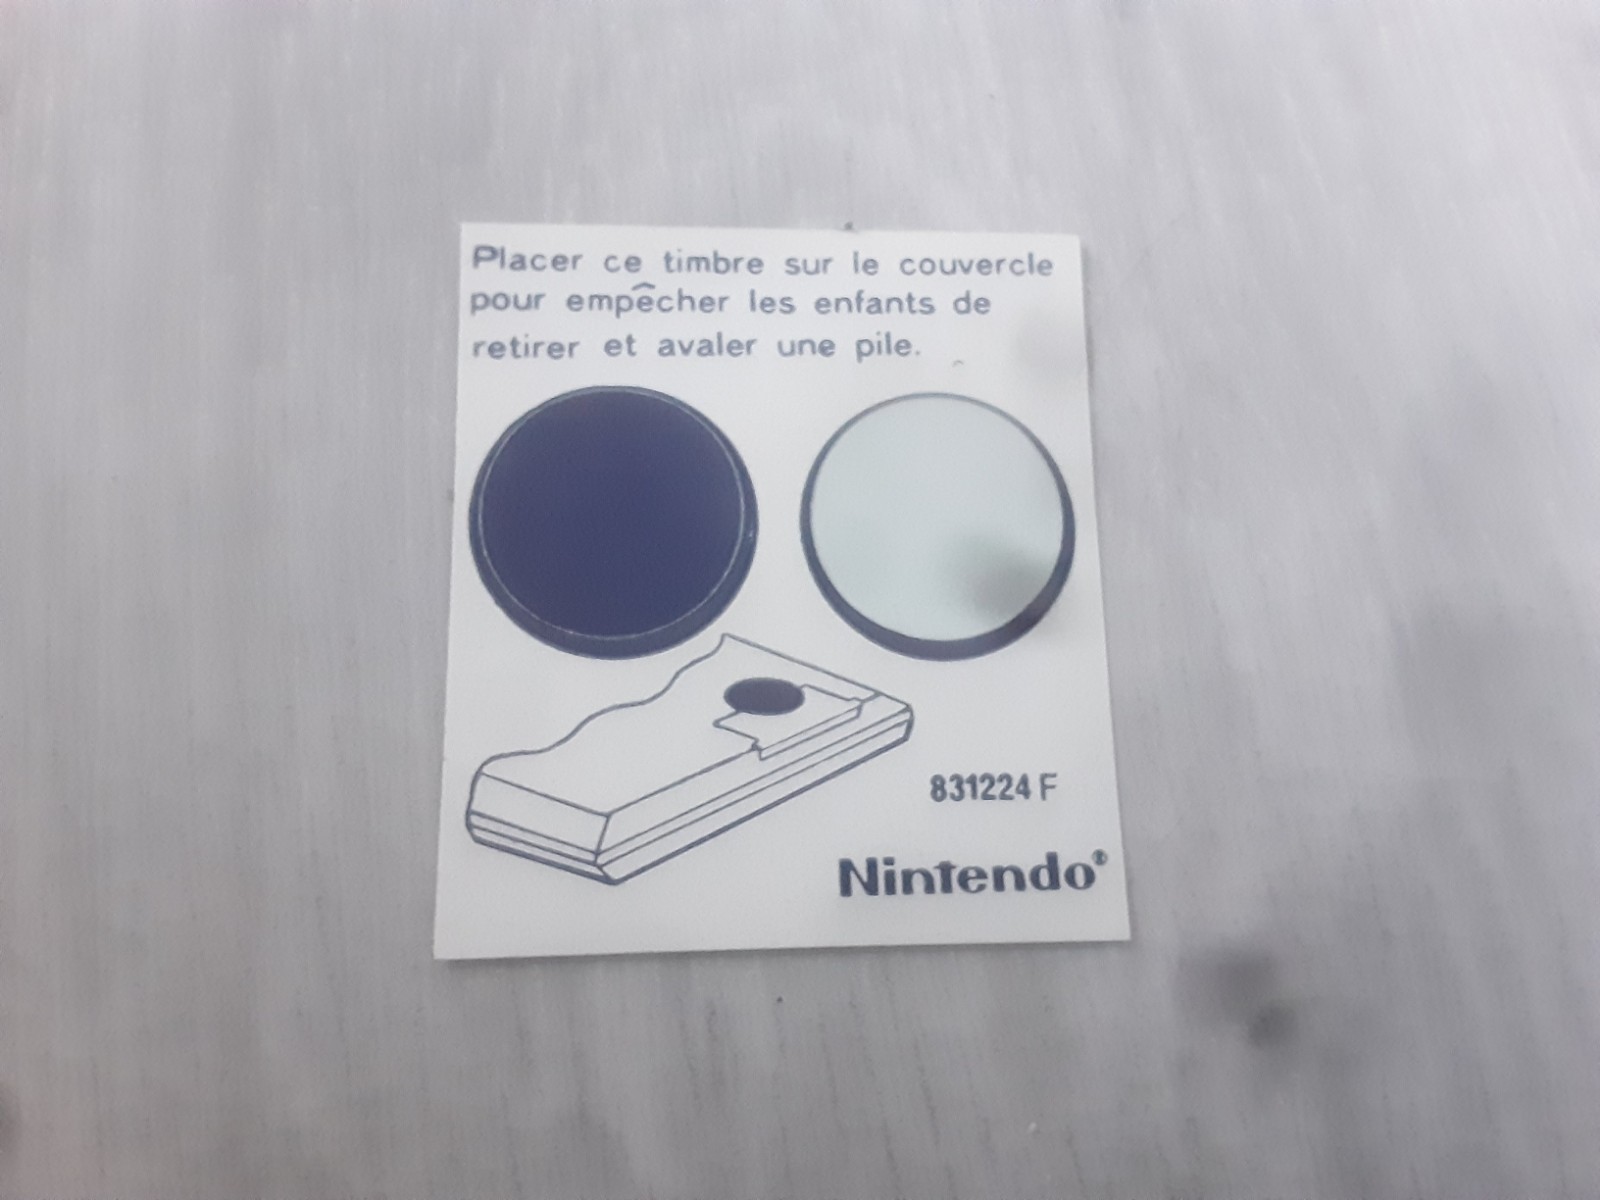 Placer ce timbre sur le couvercle
pour empêcher les enfants de
retirer et avaler une pile.
831224 F
Nintendo®